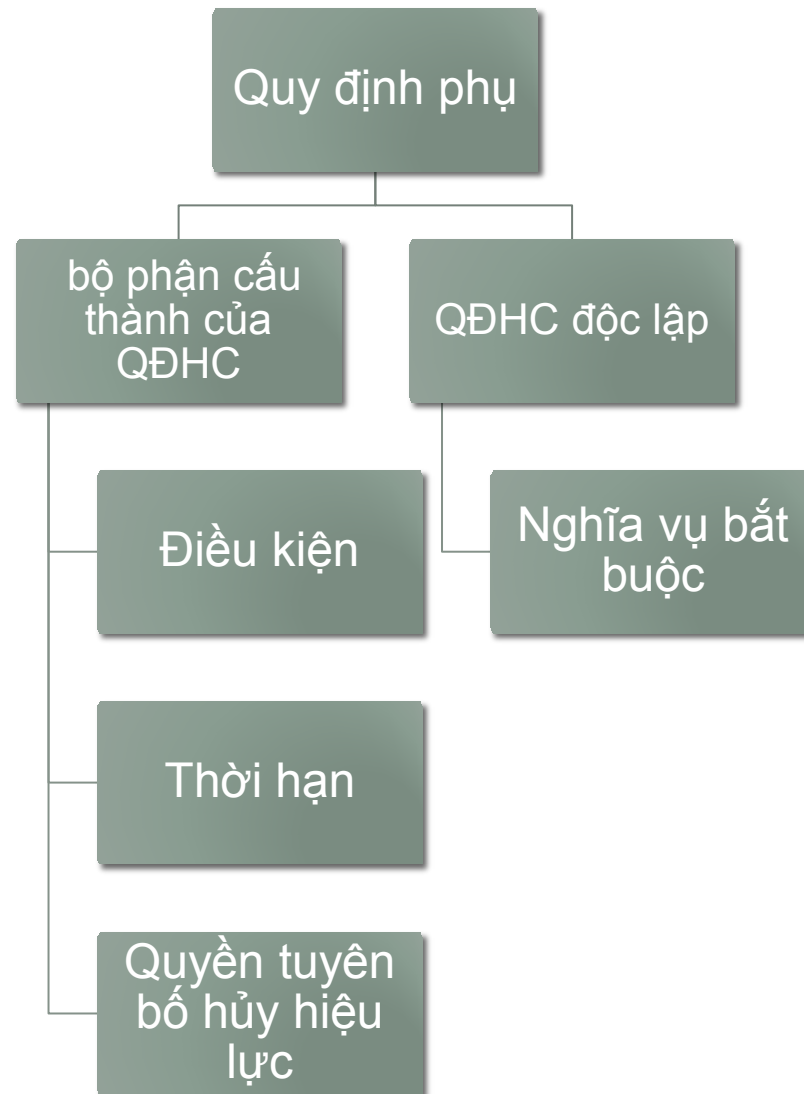 Quy định phụ
bộ phận cấu
thành của
QĐHC
QĐHC độc lập
Điều kiện
Nghĩa vụ bắt
buộc
Thời hạn
Quyền tuyên
bố hủy hiệu
lực